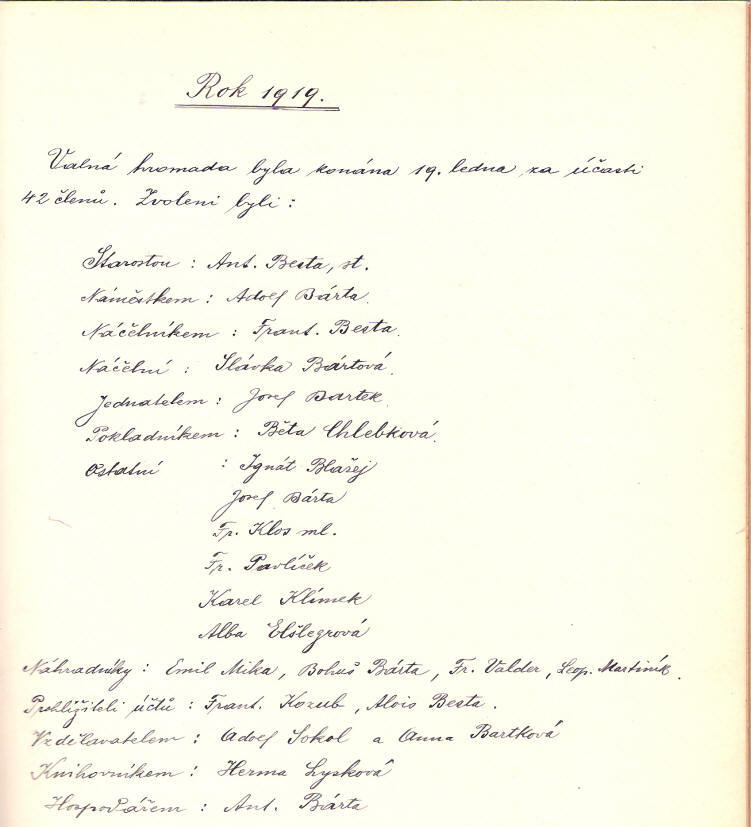 Rok 1919.
Valná hromada byla konána 19. ledna za účasti
42 členů. Zvoleni byli :
Starostou : Ant. Besta, st.
Náměstkem : Adolf Bárta.
Náčelníkem : Frant. Besta.
Náčelní : Slávka Bártová.
Jednatelem : Josef Bartek.
Pokladníkem : Běta Chlebková.
Ostatní : Ignát Blažej
Josef Bárta
Fr. Klos ml.
Fr. Pavlíček
Karel Klímek
Alba Elšlegrová
Náhradníky : Emil Mika, Bohuš Bárta, Fr. Valder, Leop. Martiník.
Prohlížiteli účtů : Frant. Kozub, Alois Besta.
Vzdělavatelem : Adolf Sokol a Anna Bartková
Knihovníkem : Herma Lysková
Hospodářem : Ant. Bárta